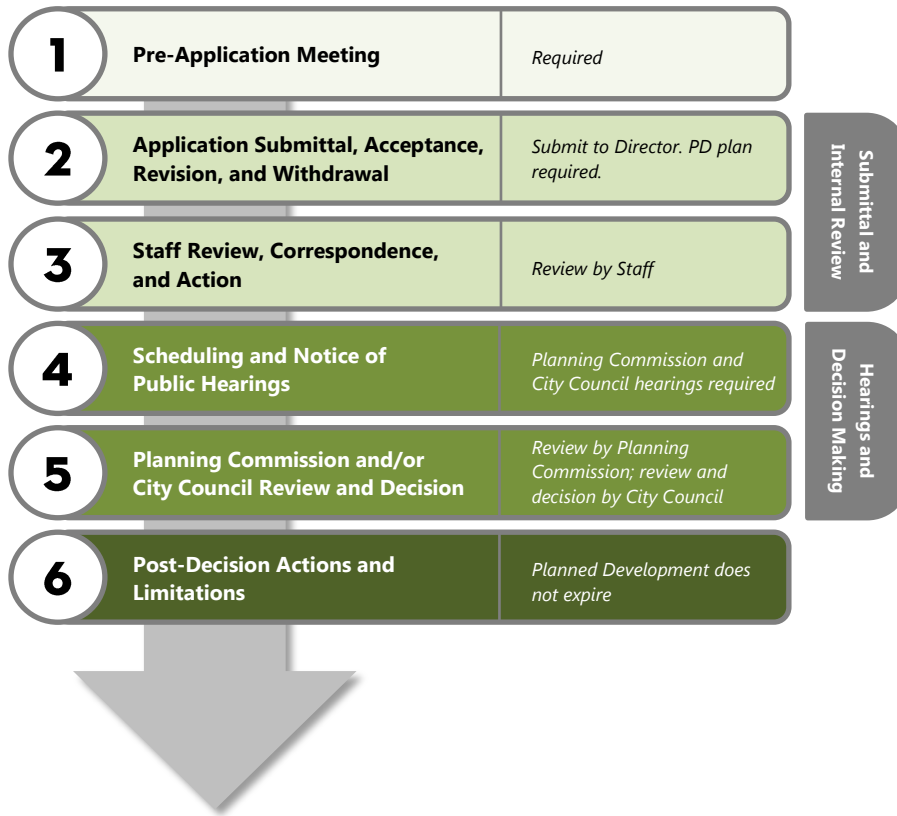 1
Pre-Application Meeting
Required
2
Application Submittal, Acceptance,
Revision, and Withdrawal
Submit to Director. PD plan
required.
3
Staff Review, Correspondence,
and Action
Review by Staff
Submittal and
Internal Review
4
Scheduling and Notice of
Public Hearings
Planning Commission and
City Council hearings required
5
Planning Commission and/or
City Council Review and Decision
Review by Planning
Commission; review and
decision by City Council
Hearings and
Decision Making
6
Post-Decision Actions and
Limitations
Planned Development does
not expire